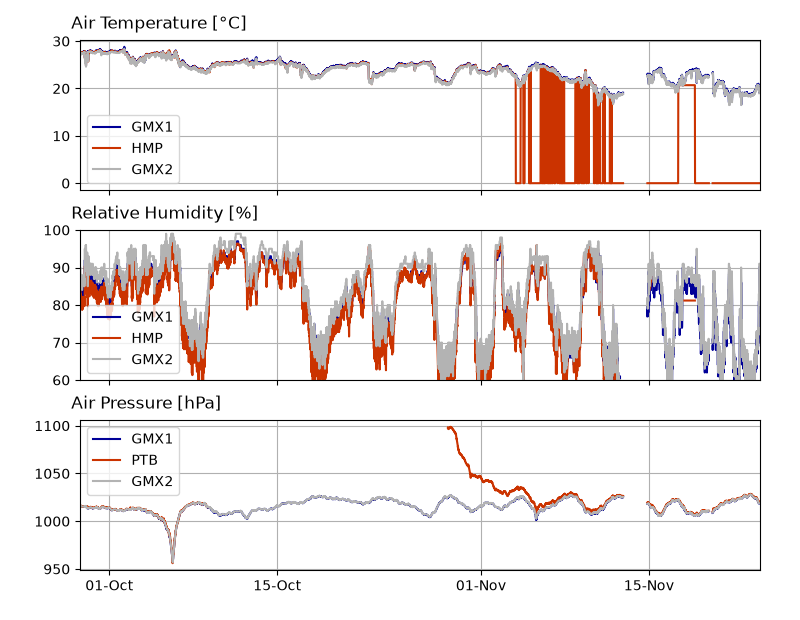 Air Temperature [°C]
30
20
10
0
GMX1
HMP
GMX2
Relative Humidity [%]
100
90
80
70
60
GMX1
HMP
GMX2
Air Pressure [hPa]
1100
1050
1000
950
GMX1
PTB
GMX2
01-Oct 15-Oct 01-Nov 15-Nov